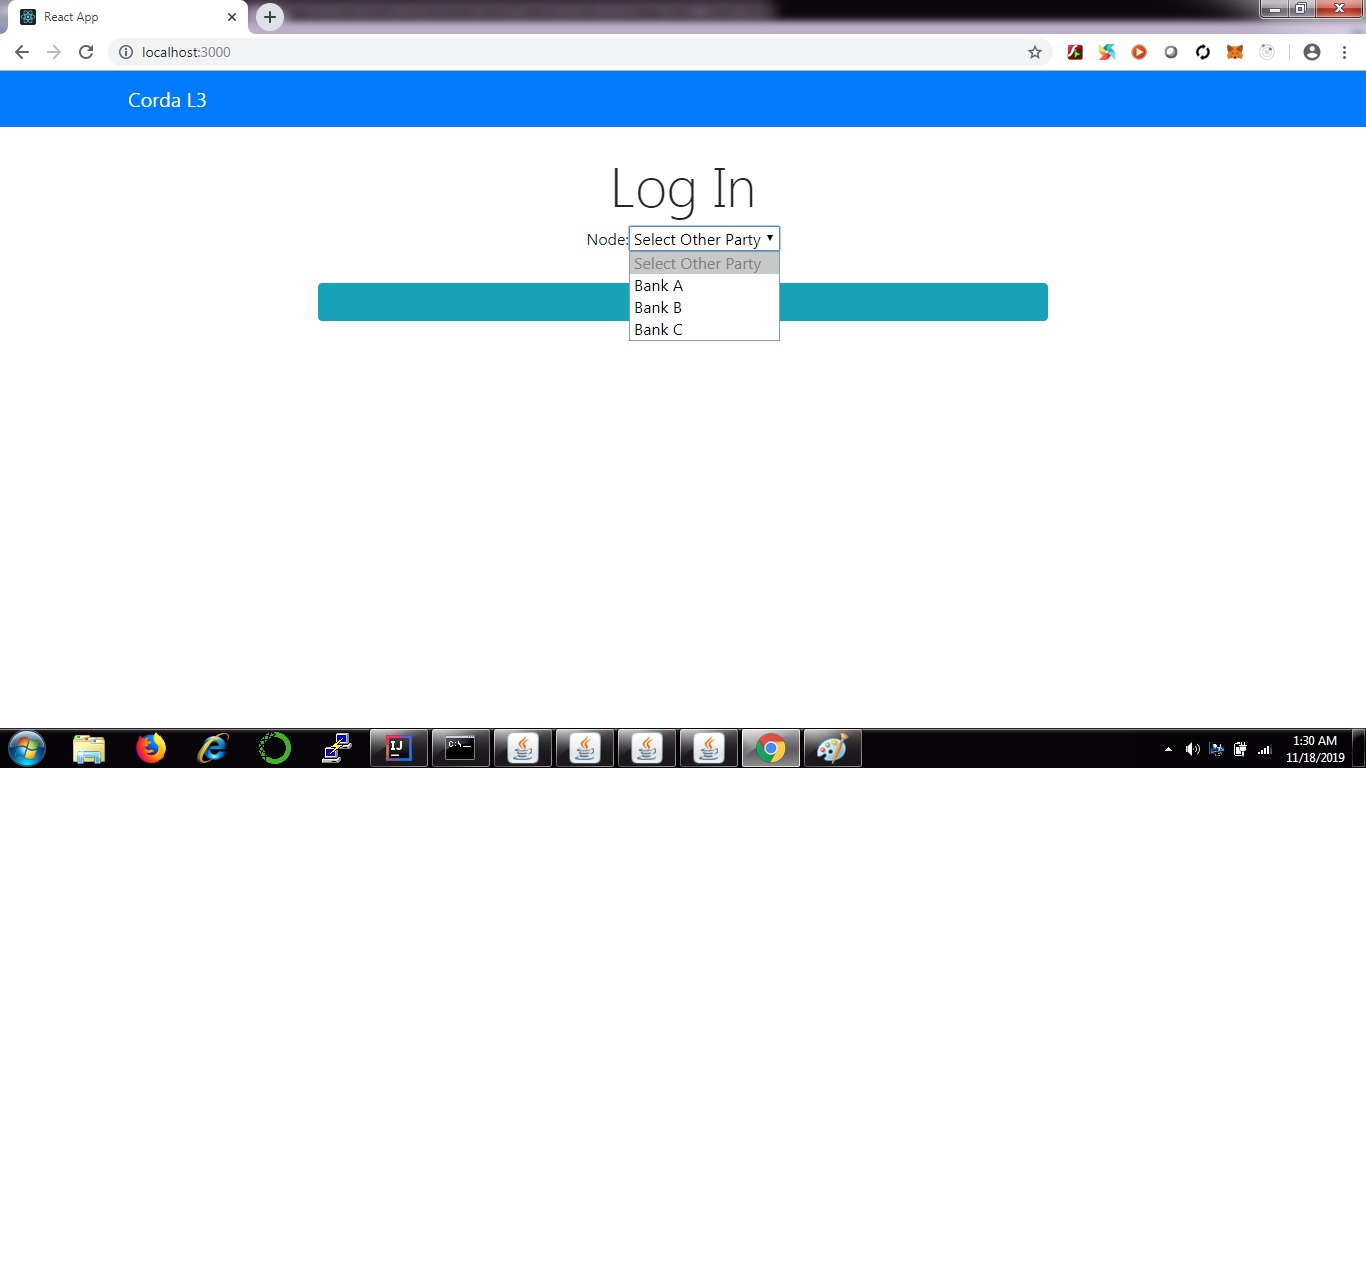 React App
localhost:3000
Corda L3
Log In
Node: Select Other Party
Select Other Party
Bank A
Bank B
Bank C
IJ
C:\_
1:30 AM
11/18/2019